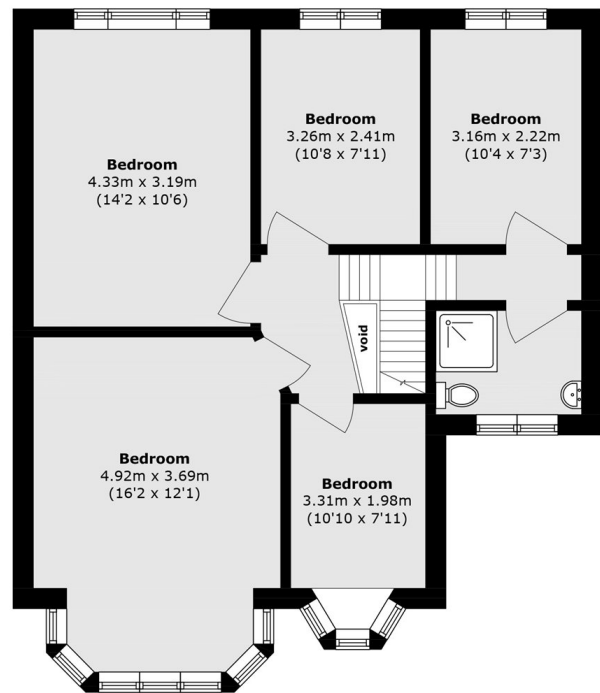 Bedroom
4.33m x 3.19m
(14'2 x 10'6)
Bedroom
3.26m x 2.41m
(10'8 x 7'11)
Bedroom
3.16m x 2.22m
(10'4 x 7'3)
void
Bedroom
4.92m x 3.69m
(16'2 x 12'1)
Bedroom
3.31m x 1.98m
(10'10 x 7'11)